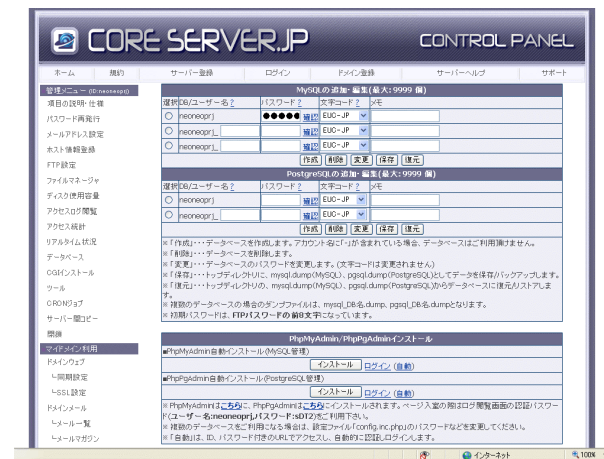 CORE SERVER.JP
CONTROL PANEL
ホーム 規約 サーバー登録 ログイン ドメイン登録 サーバーヘルプ サポート
管理メニュー (ID:neoneoprj)
項目の説明・仕様
パスワード再発行
メールアドレス設定
ホスト情報登録
FTP設定
ファイルマネージャ
ディスク使用容量
アクセスログ閲覧
アクセス統計
リアルタイム状況
データベース
CGIインストール
ツール
CRONジョブ
サーバー間コピー
閉鎖
マイドメイン利用
ドメインウェブ
└同期設定
└SSL設定
ドメインメール
└メール一覧
└メールマガジン
MySQLの追加・編集(最大:9999 個)
選択 DB/ユーザー名 ? パスワード ? 文字コード ? メモ
neoneoprj ●●●●● 確認 EUC-JP
neoneoprj_ 確認 EUC-JP
作成 削除 変更 保存 復元
PostgreSQLの追加・編集(最大:9999 個)
選択 DB/ユーザー名 ? パスワード ? 文字コード ? メモ
neoneoprj 確認 EUC-JP
neoneoprj_ 確認 EUC-JP
作成 削除 変更 保存 復元
※「作成」・・・データベースを作成します。アカウント名に「-」が含まれている場合、データベースはご利用頂けません。
※「削除」・・・データベースを削除します。
※「変更」・・・データベースのパスワードを変更します。(文字コードは変更されません)
※「保存」・・・トップディレクトリに、mysql.dump(MySQL)、pgsql.dump(PostgreSQL)としてデータを保存/バックアップします。
※「復元」・・・トップディレクトリの、mysql.dump(MySQL)、pgsql.dump(PostgreSQL)からデータベースに復元/リストアしま
す。
※ 複数のデータベースの場合のダンプファイルは、mysql_DB名.dump、pgsql_DB名.dumpとなります。
※ 初期パスワードは、FTPパスワードの前8文字になっています。
PhpMyAdmin/PhpPgAdminインストール
■PhpMyAdmin自動インストール(MySQL管理)
インストール ログイン (自動)
■PhpPgAdmin自動インストール(PostgreSQL管理)
インストール ログイン (自動)
※ PhpMyAdminはこちらに、PhpPgAdminはこちらにインストールされます。ページ入室の際はログ閲覧画面の認証パスワー
ド(ユーザー名:neoneoprj,パスワード:sDT2)をご利用下さい。
※ 複数のデータベースをご利用になる場合は、設定ファイル「config.inc.php」のパスワードなどを変更してください。
※「自動」は、ID、パスワード付きのURLでアクセスし、自動的に認証しログインします。
インターネット 100%